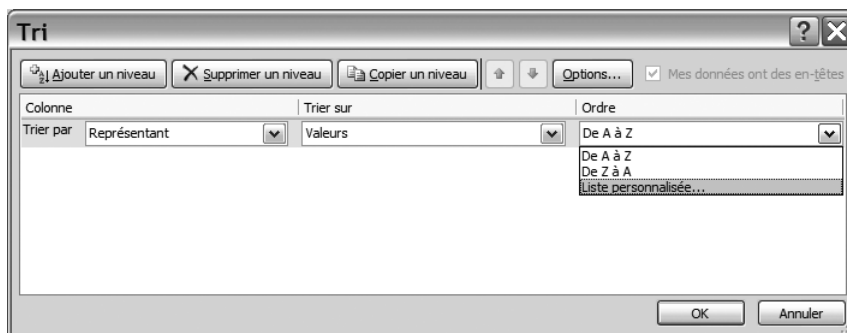 Tri
Ajouter un niveau Supprimer un niveau Copier un niveau Options... Mes données ont des en-têtes
Colonne Trier sur Ordre
Trier par Représentant Valeurs De A à Z
De A à Z
De Z à A
Liste personnalisée...
OK Annuler